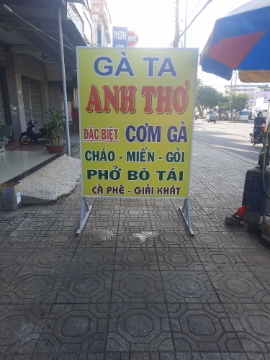 GÀ TA
ANH THƠ
ĐẶC BIỆT CƠM GÀ
CHÁO - MIẾN - GỎI
PHỞ BÒ TÁI
CÀ PHÊ - GIẢI KHÁT